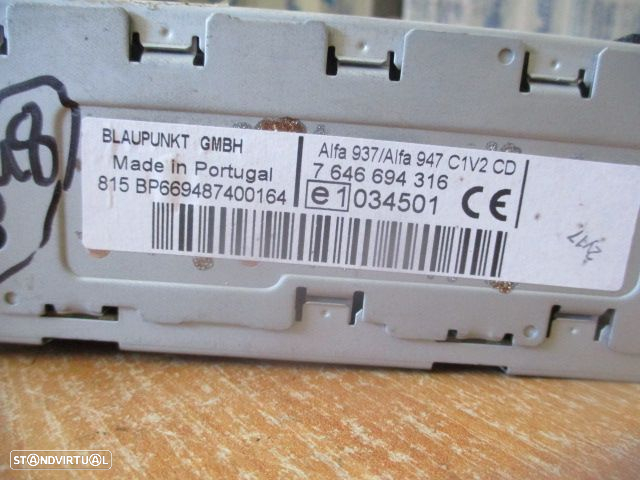 BLAUPUNKT GMBH
Made In Portugal
815 BP669487400164
Alfa 937/Alfa 947 C1V2 CD
7 646 694 316
e1 034501 CE
STANDVIRTUAL